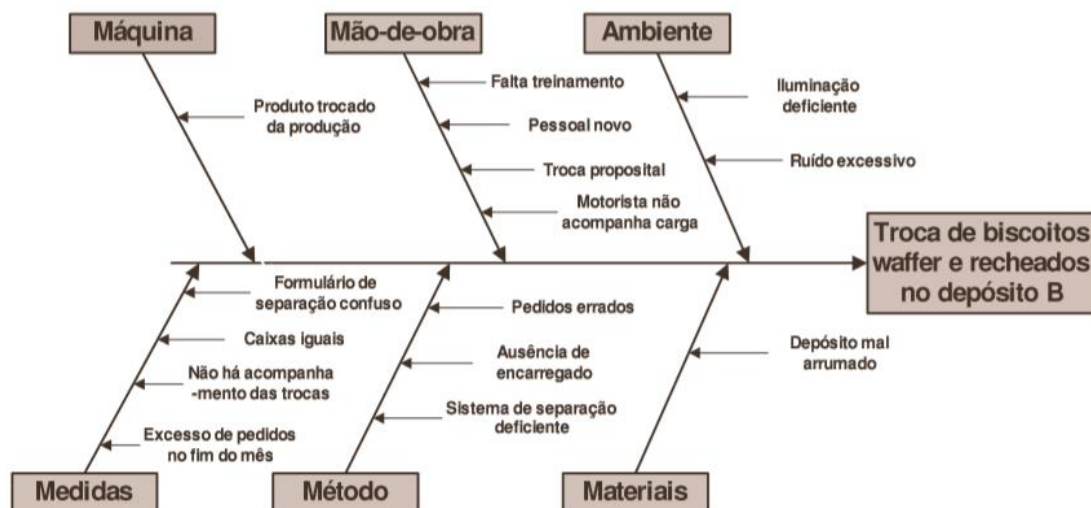 Máquina
Mão-de-obra
Ambiente
Produto trocado
da produção
Falta treinamento
Pessoal novo
Troca proposital
Motorista não
acompanha carga
Iluminação
deficiente
Ruído excessivo
Troca de biscoitos
waffer e recheados
no depósito B
Formulário de
separação confuso
Caixas iguais
Não há acompanha
-mento das trocas
Excesso de pedidos
no fim do mês
Pedidos errados
Ausência de
encarregado
Sistema de separação
deficiente
Depósito mal
arrumado
Medidas
Método
Materiais